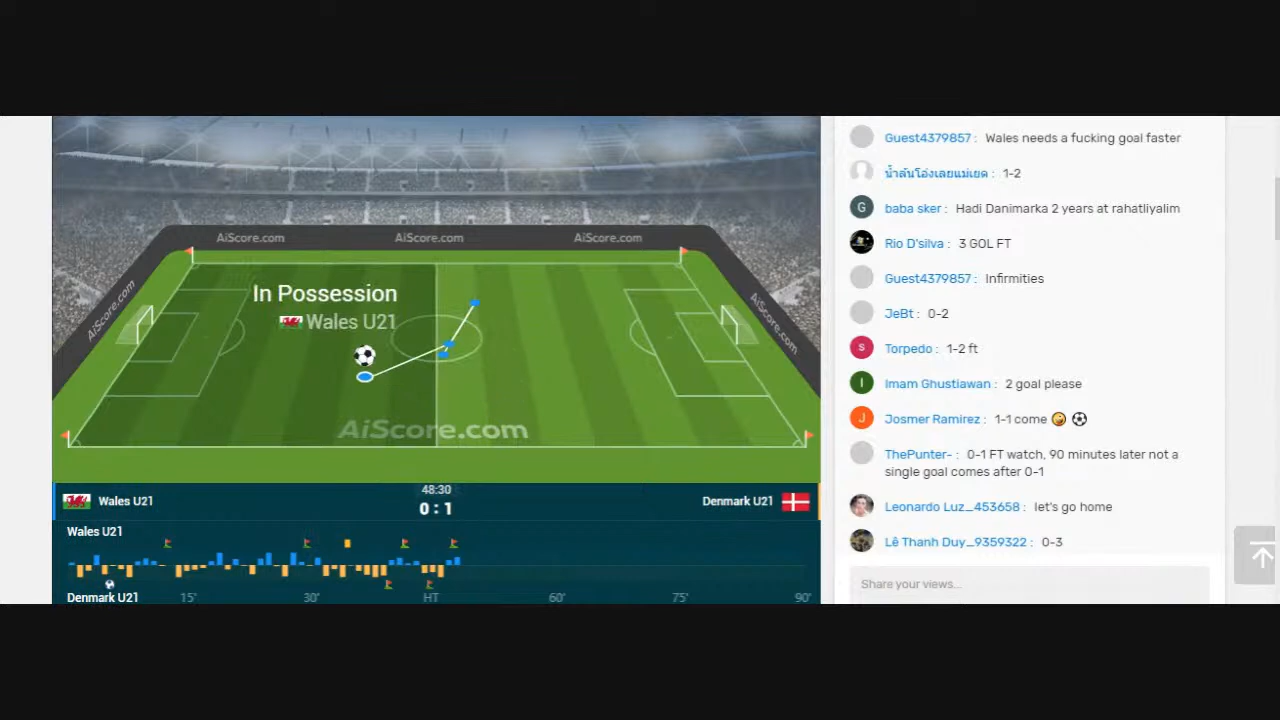 AiScore.com
AiScore.com
AiScore.com
AiScore.com
AiScore.com
In Possession
Wales U21
AiScore.com
Wales U21
48:30
0 : 1
Denmark U21
Wales U21
Denmark U21
15'
30'
HT
60'
75'
90'
Guest4379857 : Wales needs a fucking goal faster
น้ำล้นโอ่งเลยแม่เยด : 1-2
G
baba sker : Hadi Danimarka 2 years at rahatliyalim
Rio D'silva : 3 GOL FT
Guest4379857 : Infirmities
JeBt : 0-2
S
Torpedo : 1-2 ft
I
Imam Ghustiawan : 2 goal please
J
Josmer Ramirez : 1-1 come 🤪 ⚽
ThePunter- : 0-1 FT watch, 90 minutes later not a
single goal comes after 0-1
Leonardo Luz_453658 : let's go home
Lê Thanh Duy_9359322 : 0-3
Share your views...